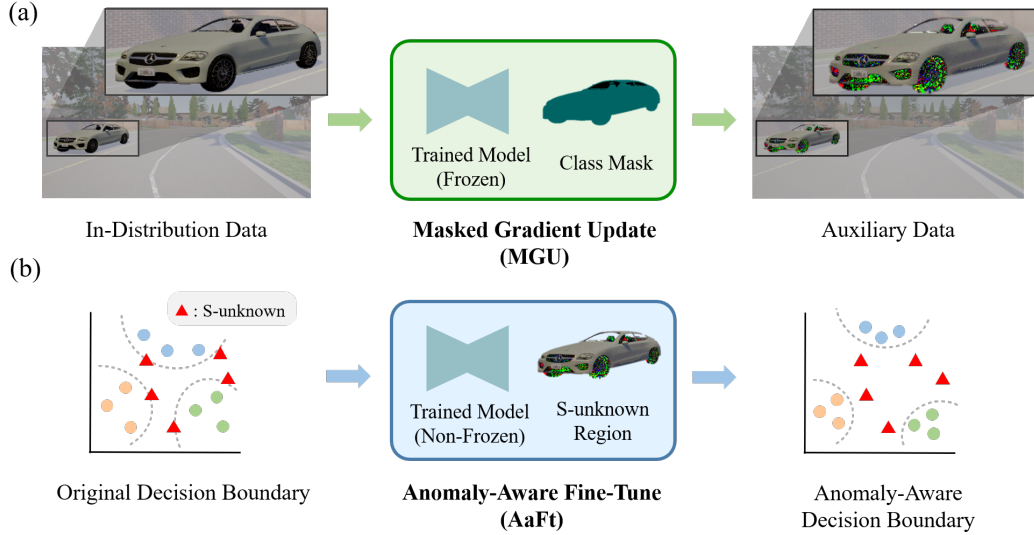 (a)
Trained Model
(Frozen)
Class Mask
In-Distribution Data
Masked Gradient Update
(MGU)
Auxiliary Data
(b)
: S-unknown
Trained Model
(Non-Frozen)
S-unknown
Region
Original Decision Boundary
Anomaly-Aware Fine-Tune
(AaFt)
Anomaly-Aware
Decision Boundary